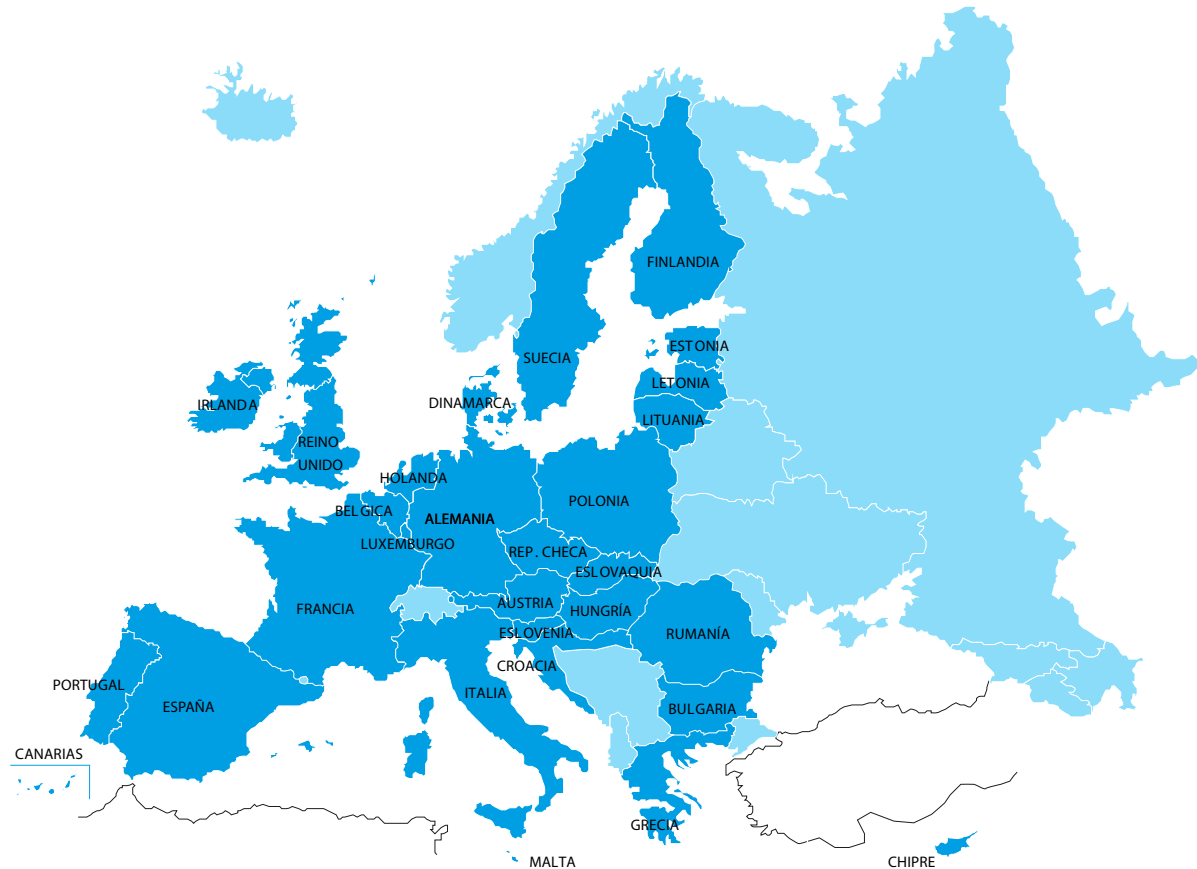 FINLANDIA
ESTONIA
SUECIA
LETONIA
DINAMARCA
IRLANDA
LITUANIA
REINO
UNIDO
HOLANDA
POLONIA
BELGICA
ALEMANIA
LUXEMBURGO
REP. CHECA
ESLOVAQUIA
AUSTRIA
FRANCIA
HUNGRÍA
ESLOVENIA
RUMANÍA
CROACIA
PORTUGAL
ITALIA
ESPAÑA
BULGARIA
CANARIAS
GRECIA
MALTA
CHIPRE